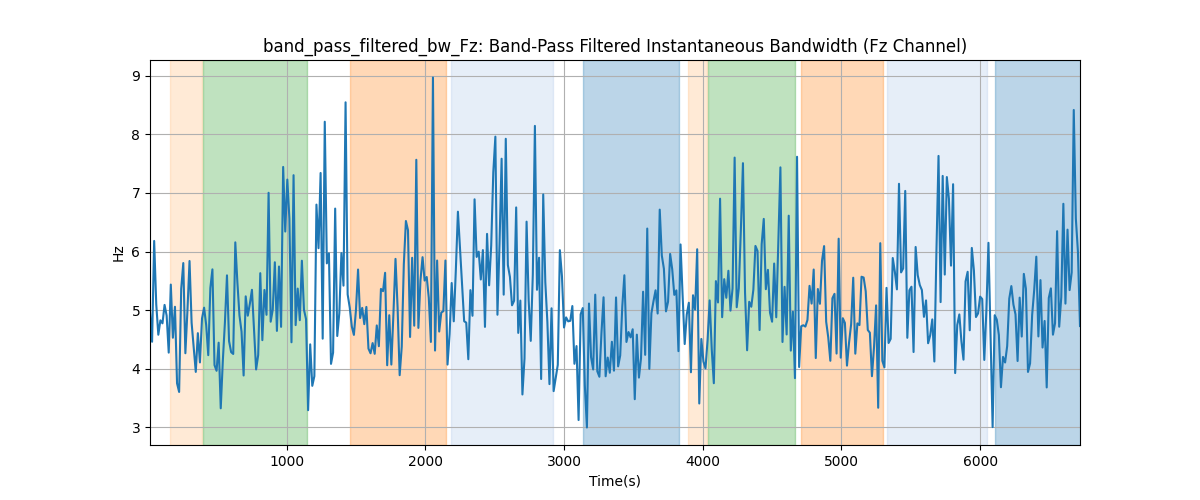 band_pass_filtered_bw_Fz: Band-Pass Filtered Instantaneous Bandwidth (Fz Channel)
9
8
7
6
5
4
3
Hz
1000 2000 3000 4000 5000 6000
Time(s)